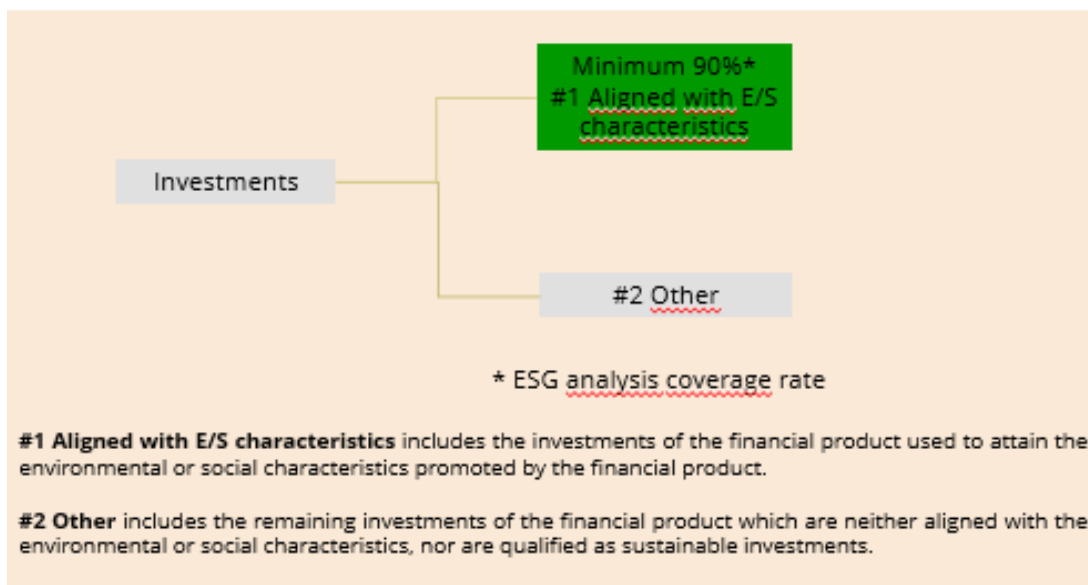 Minimum 90%*
#1 Aligned with E/S
characteristics
Investments
#2 Other
* ESG analysis coverage rate
#1 Aligned with E/S characteristics includes the investments of the financial product used to attain the
environmental or social characteristics promoted by the financial product.
#2 Other includes the remaining investments of the financial product which are neither aligned with the
environmental or social characteristics, nor are qualified as sustainable investments.